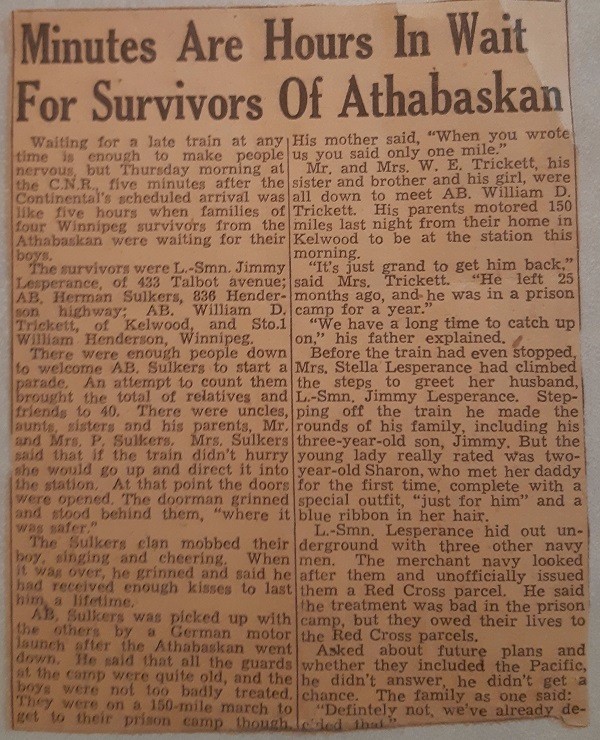 Minutes Are Hours In Wait
For Survivors Of Athabaskan
Waiting for a late train at any
time is enough to make people
nervous, but Thursday morning at
the C.N.R., five minutes after the
Continental's scheduled arrival was
like five hours when families of
four Winnipeg survivors from the
Athabaskan were waiting for their
boys.
The survivors were L.-Smn. Jimmy
Lesperance, of 433 Talbot avenue;
AB. Herman Sulkers, 836 Hender-
son highway; AB. William D.
Trickett, of Kelwood, and Sto.1
William Henderson, Winnipeg.
There were enough people down
to welcome AB. Sulkers to start a
parade. An attempt to count them
brought the total of relatives and
friends to 40. There were uncles,
aunts, sisters and his parents, Mr.
and Mrs. P. Sulkers. Mrs. Sulkers
said that if the train didn't hurry
she would go up and direct it into
the station. At that point the doors
were opened. The doorman grinned
and stood behind them, "where it
was safer."
The Sulkers clan mobbed their
boy, singing and cheering. When
it was over, he grinned and said he
had received enough kisses to last
him a lifetime.
AB. Sulkers was picked up with
the others by a German motor
launch after the Athabaskan went
down. He said that all the guards
at the camp were quite old, and the
boys were not too badly treated.
They were on a 150-mile march to
get to their prison camp though.
His mother said, "When you wrote
us you said only one mile."
Mr. and Mrs. W. E. Trickett, his
sister and brother and his girl, were
all down to meet AB. William D.
Trickett. His parents motored 150
miles last night from their home in
Kelwood to be at the station this
morning.
"It's just grand to get him back,"
said Mrs. Trickett. "He left 25
months ago, and he was in a prison
camp for a year."
"We have a long time to catch up
on," his father explained.
Before the train had even stopped,
Mrs. Stella Lesperance had climbed
the steps to greet her husband,
L.-Smn. Jimmy Lesperance. Step-
ping off the train he made the
rounds of his family, including his
three-year-old son, Jimmy. But the
young lady really rated was two-
year-old Sharon, who met her daddy
for the first time, complete with a
special outfit, "just for him" and a
blue ribbon in her hair.
L.-Smn. Lesperance hid out un-
derground with three other navy
men. The merchant navy looked
after them and unofficially issued
them a Red Cross parcel. He said
the treatment was bad in the prison
camp, but they owed their lives to
the Red Cross parcels.
Asked about future plans and
whether they included the Pacific,
he didn't answer, he didn't get a
chance. The family as one said:
"Defintely not, we've already de-
cided that."